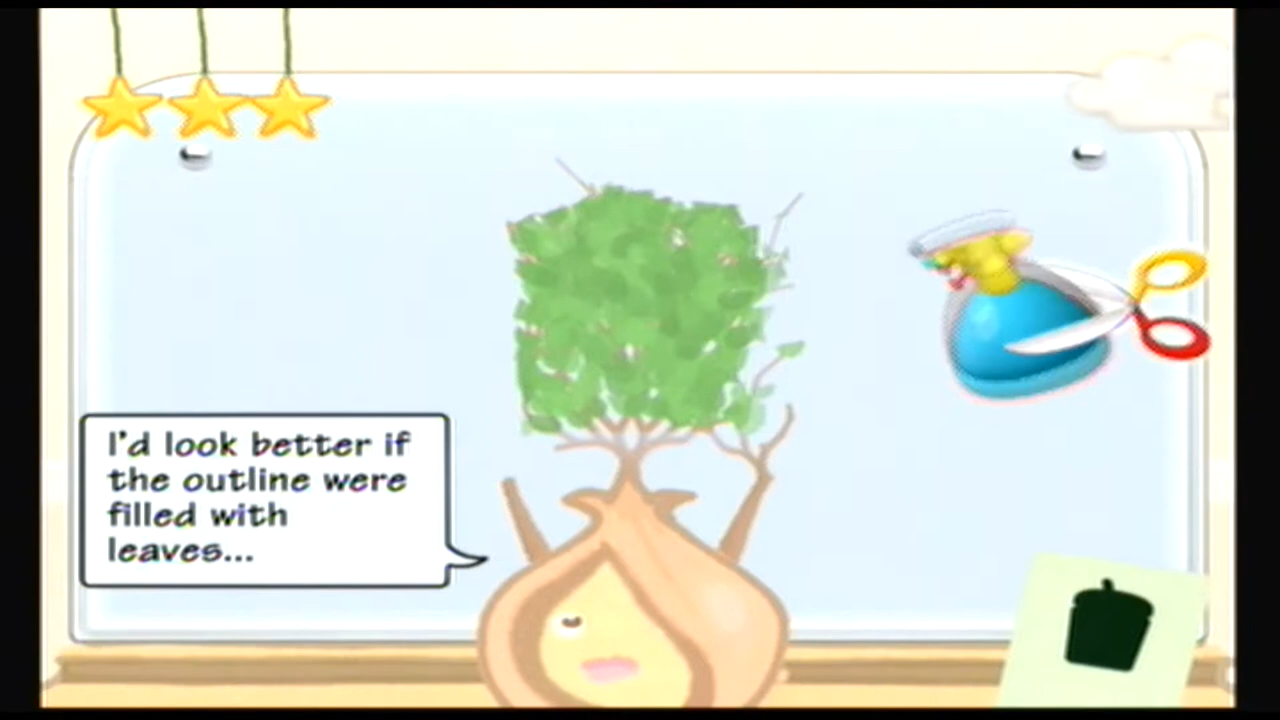 I'd look better if
the outline were
filled with
leaves...